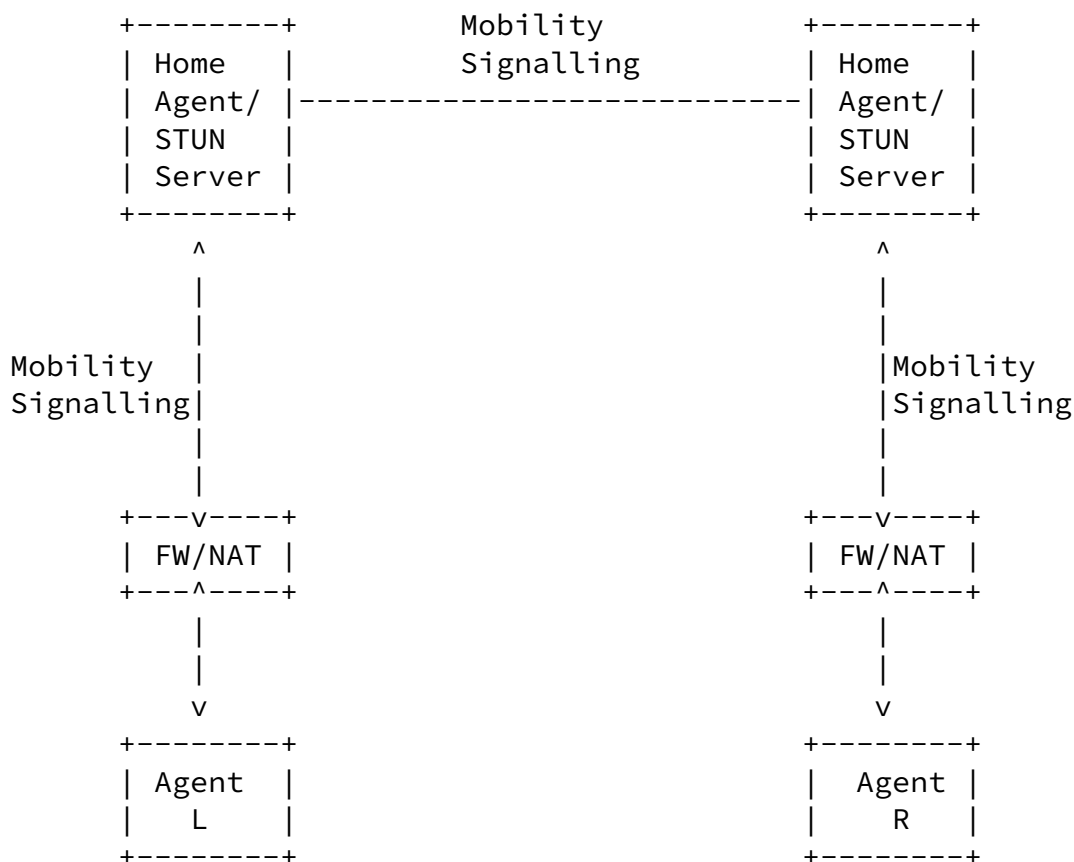 Mobility
Signalling
Home
Agent/
STUN
Server
Home
Agent/
STUN
Server
Mobility
Signalling
Mobility
Signalling
FW/NAT
FW/NAT
Agent
L
Agent
R